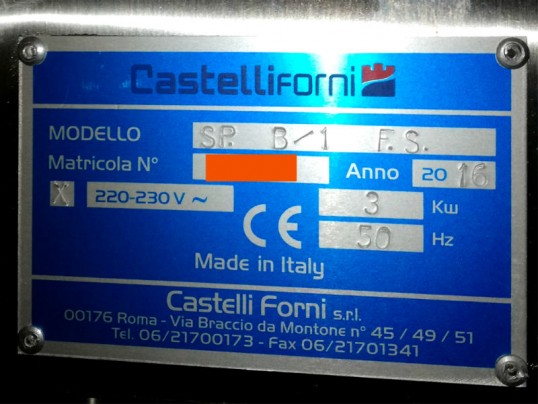 Castelliforni
MODELLO SP. B/1 F.S.
Matricola N° Anno 2016
X 220-230 V ~ 3 Kw
CE 50 Hz
Made in Italy
Castelli Forni s.r.l.
00176 Roma - Via Braccio da Montone n° 45 / 49 / 51
Tel. 06/21700173 - Fax 06/21701341